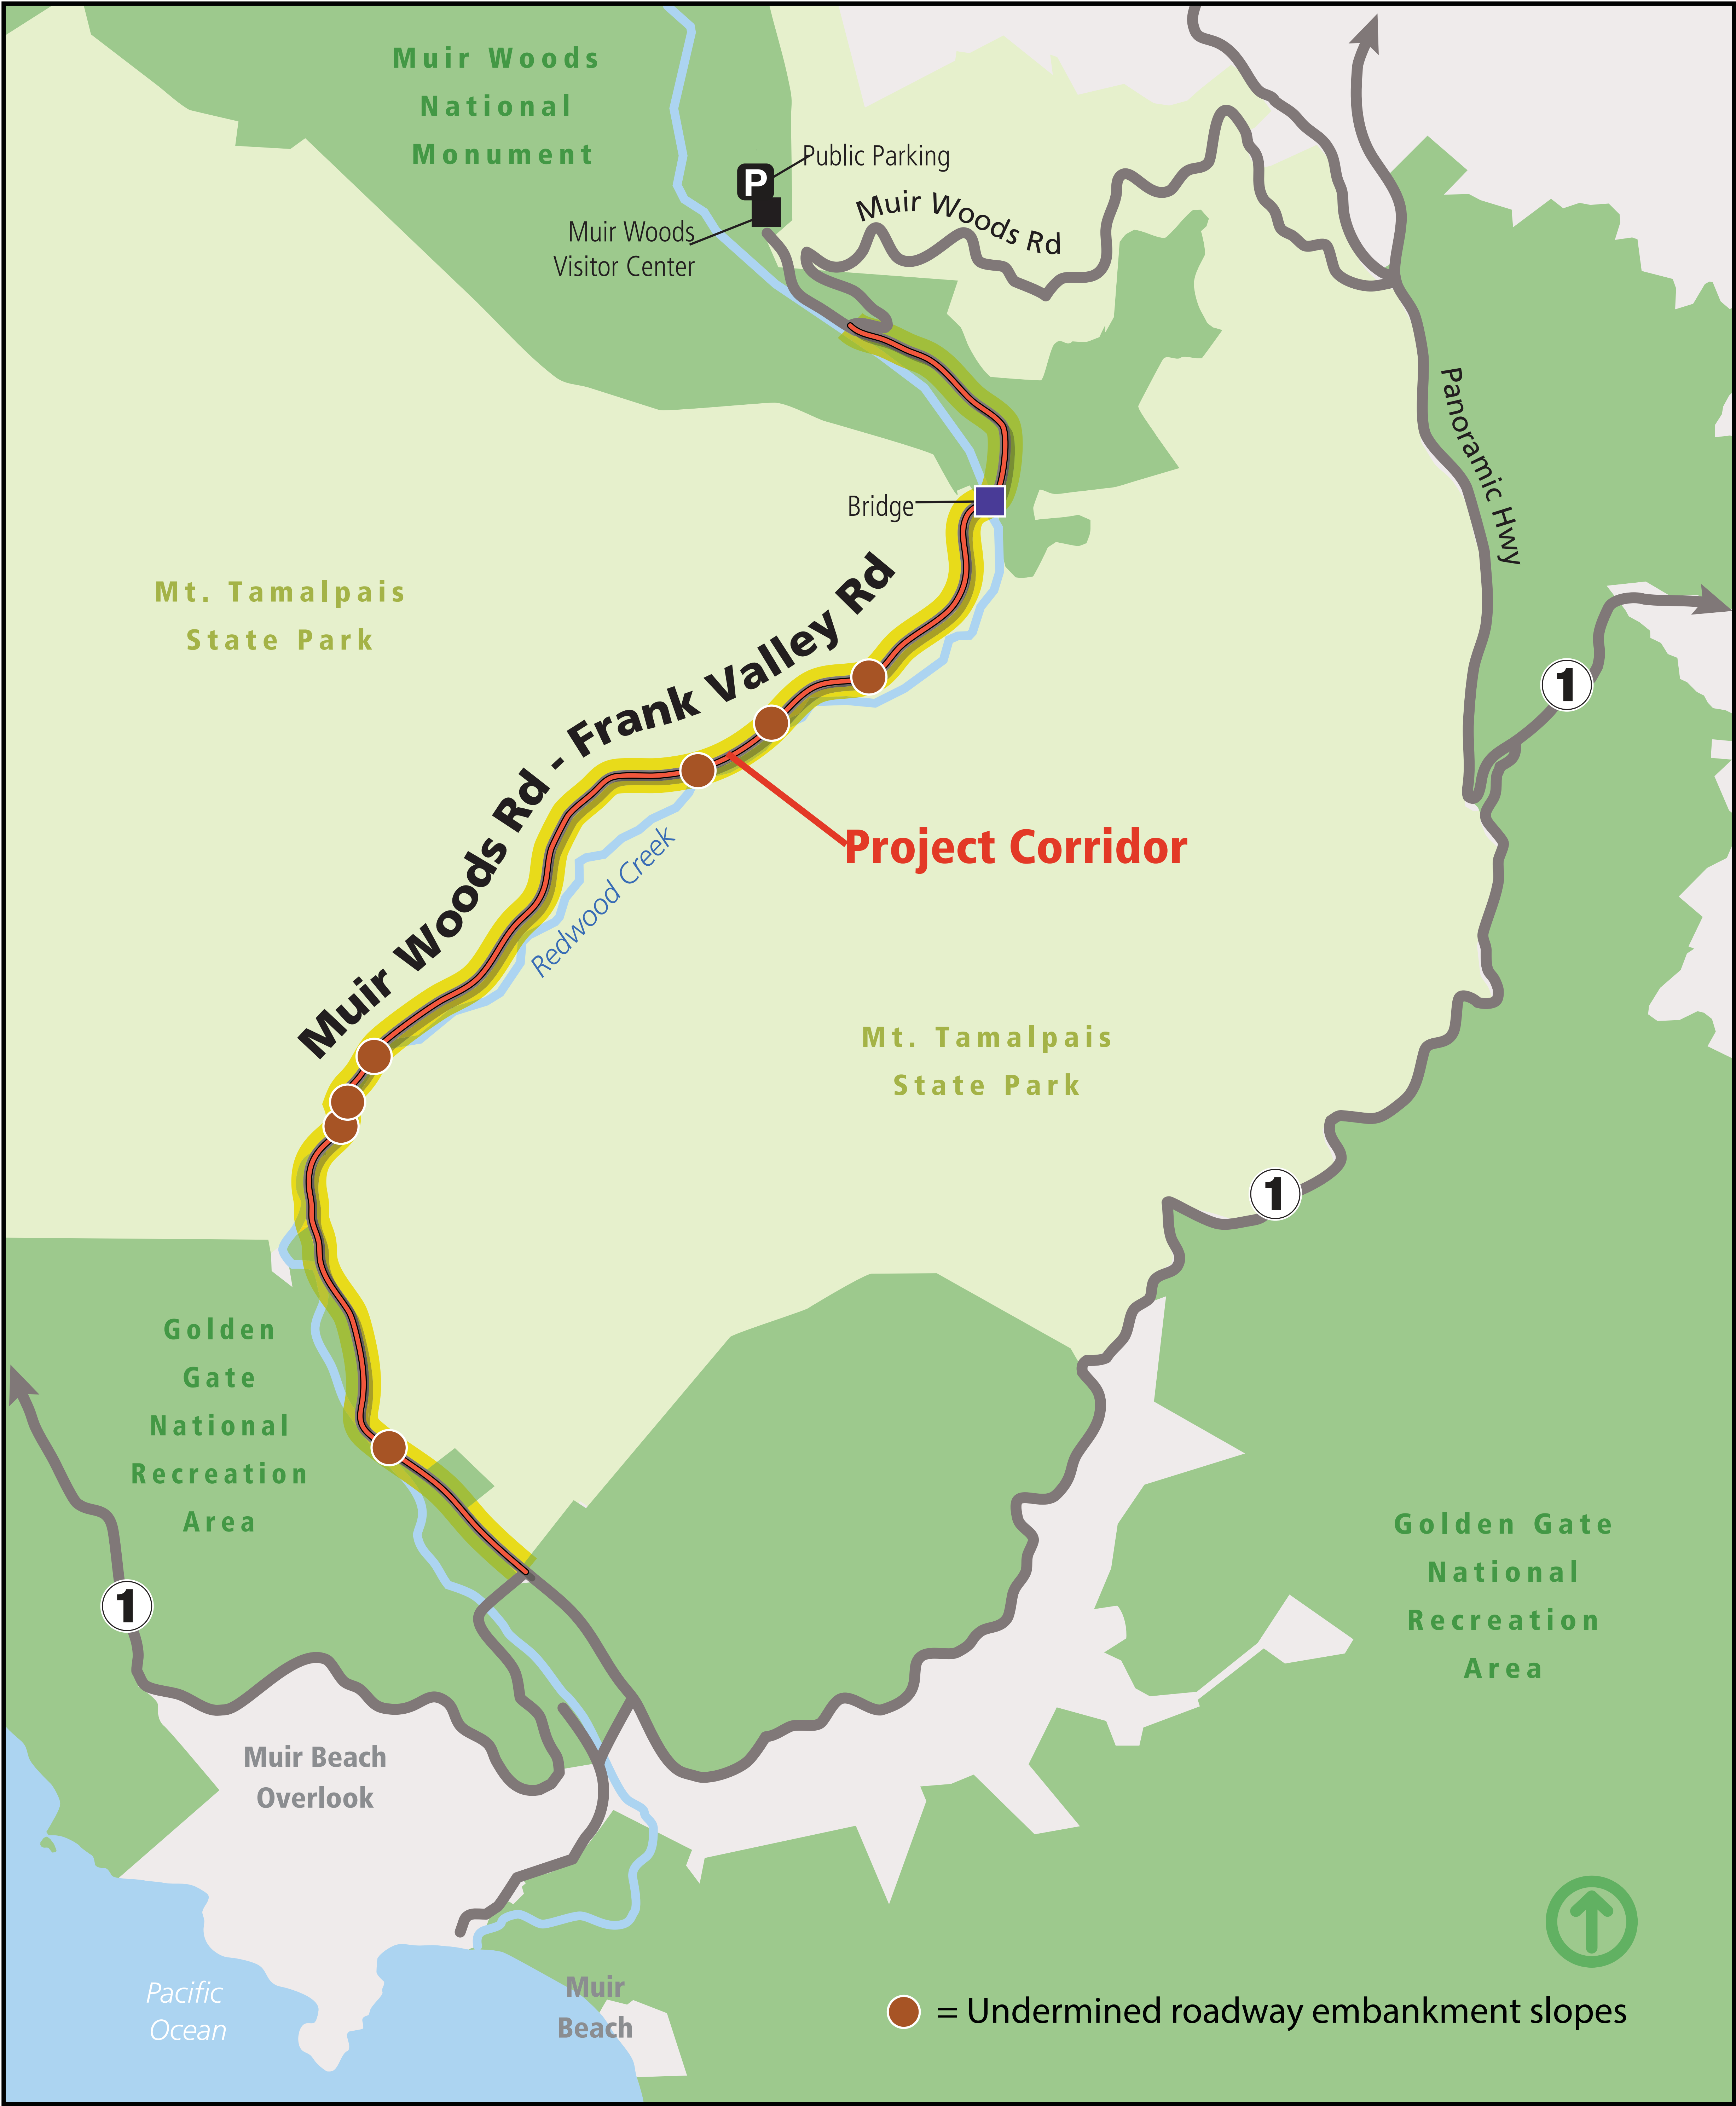 Muir Woods
National
Monument
P
Public Parking
Muir Woods
Visitor Center
Muir Woods Rd
Panoramic Hwy
Bridge
Mt. Tamalpais
State Park
1
Muir Woods Rd - Frank Valley Rd
Project Corridor
Redwood Creek
Mt. Tamalpais
State Park
1
Golden
Gate
National
Recreation
Area
1
Golden Gate
National
Recreation
Area
Muir Beach
Overlook
Pacific
Ocean
Muir
Beach
= Undermined roadway embankment slopes